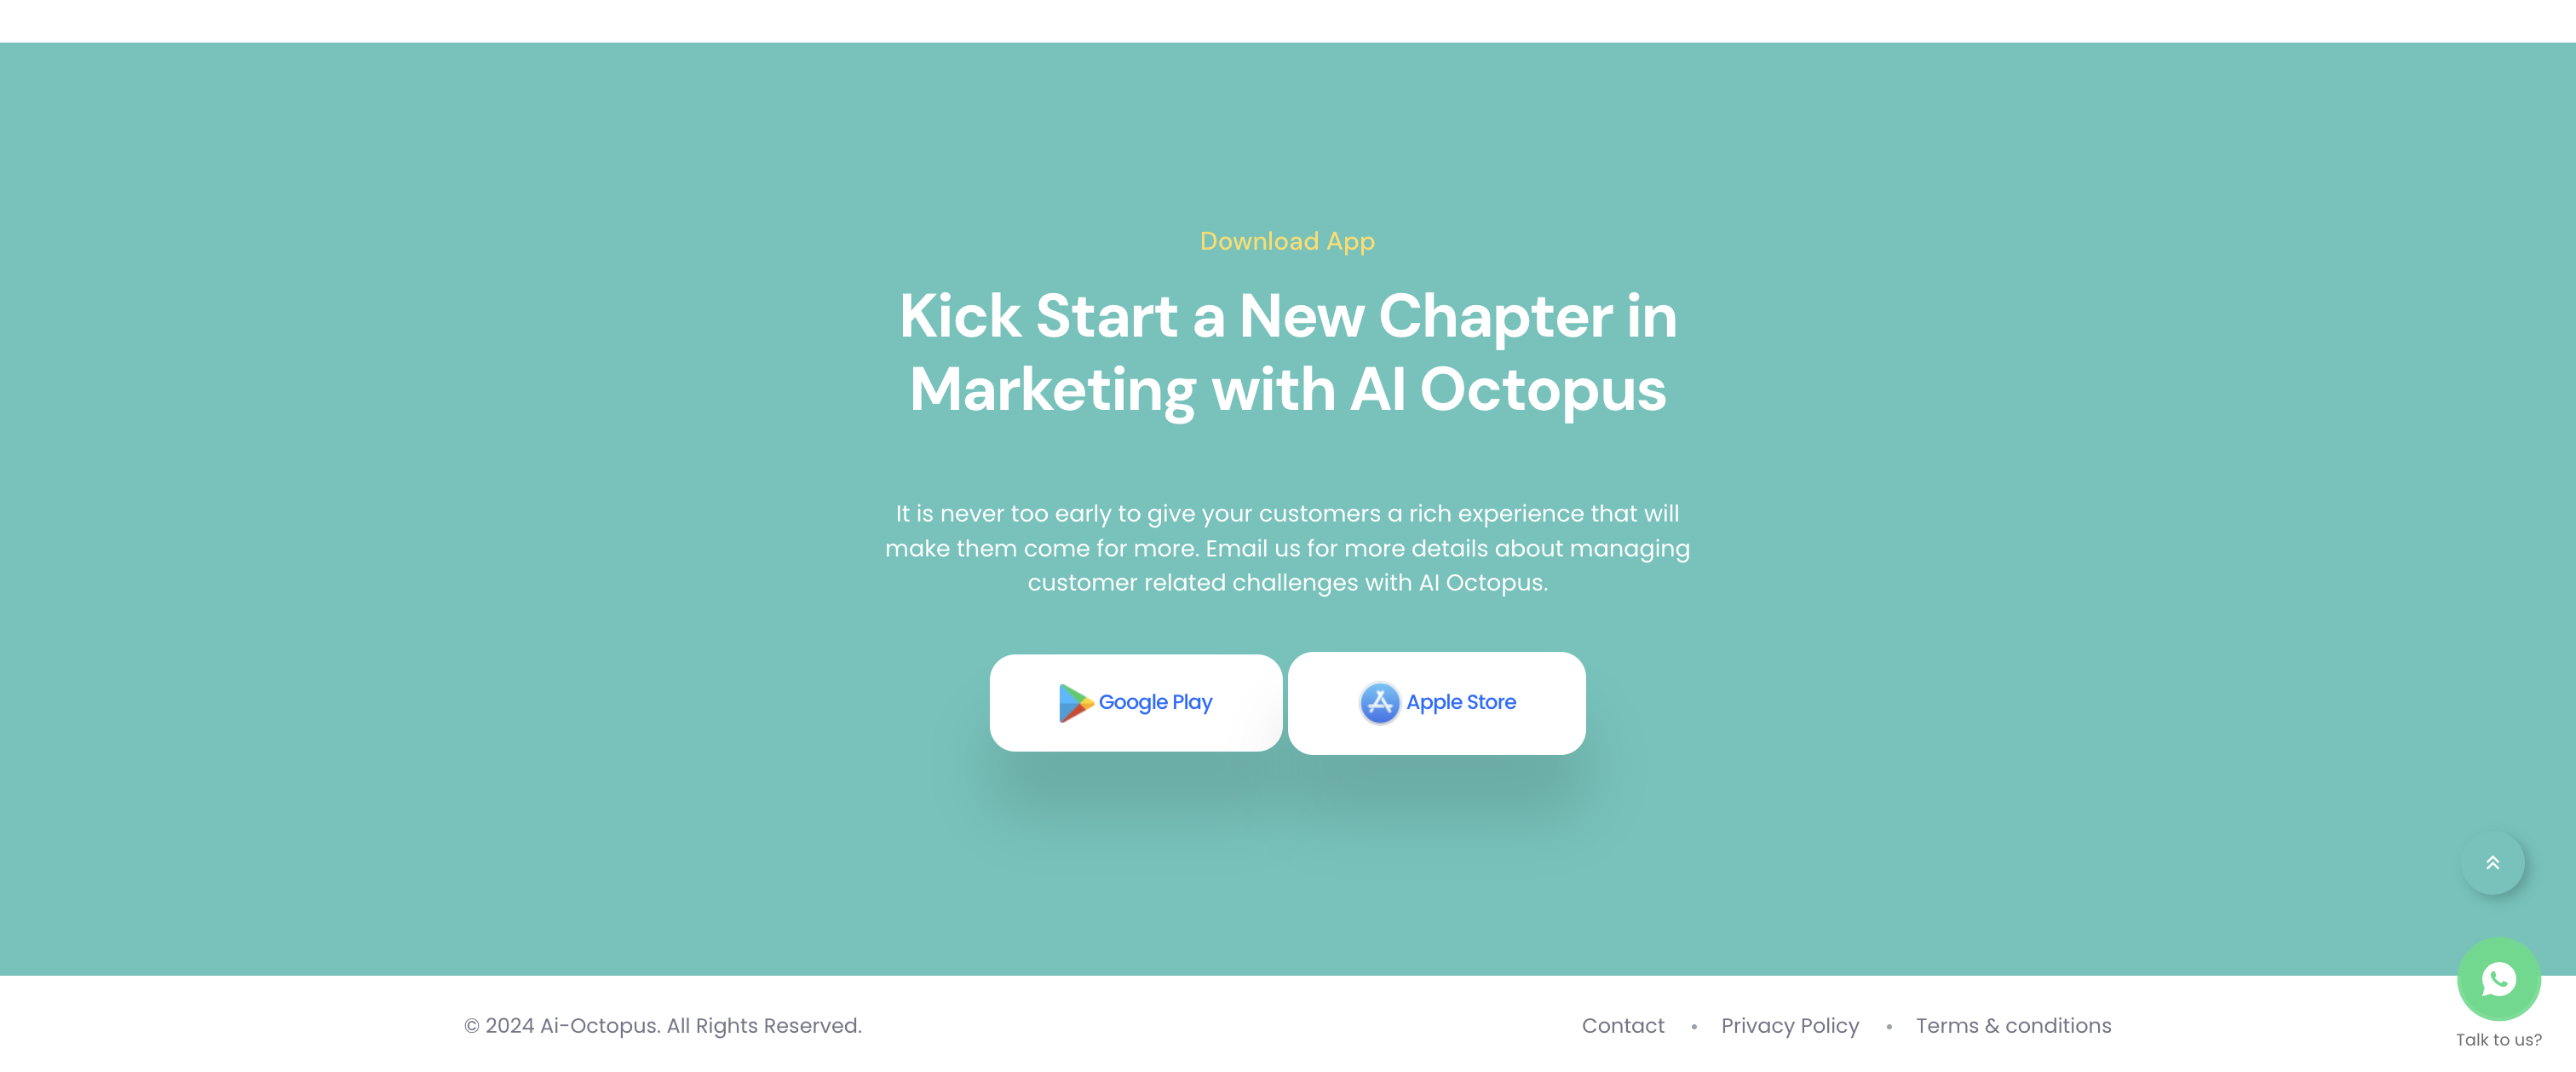 Download App
Kick Start a New Chapter in
Marketing with AI Octopus
It is never too early to give your customers a rich experience that will
make them come for more. Email us for more details about managing
customer related challenges with AI Octopus.
Google Play
Apple Store
© 2024 Ai-Octopus. All Rights Reserved.
Contact • Privacy Policy • Terms & conditions
Talk to us?